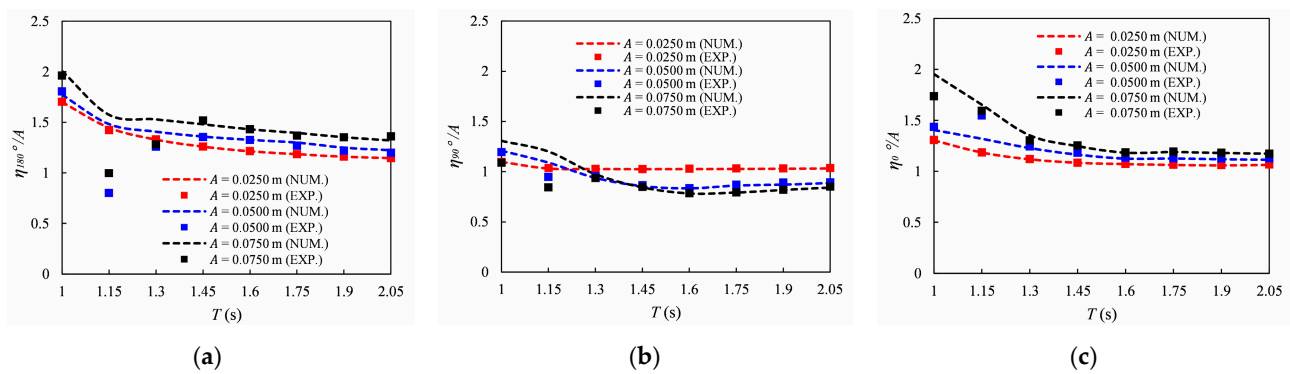 2.5
2
1.5
1
0.5
0
η180°/A
A = 0.0250 m (NUM.)
A = 0.0250 m (EXP.)
A = 0.0500 m (NUM.)
A = 0.0500 m (EXP.)
A = 0.0750 m (NUM.)
A = 0.0750 m (EXP.)
1 1.15 1.3 1.45 1.6 1.75 1.9 2.05
T (s)
(a)
2.5
2
1.5
1
0.5
0
η90°/A
A = 0.0250 m (NUM.)
A = 0.0250 m (EXP.)
A = 0.0500 m (NUM.)
A = 0.0500 m (EXP.)
A = 0.0750 m (NUM.)
A = 0.0750 m (EXP.)
1 1.15 1.3 1.45 1.6 1.75 1.9 2.05
T (s)
(b)
2.5
2
1.5
1
0.5
0
η0°/A
A = 0.0250 m (NUM.)
A = 0.0250 m (EXP.)
A = 0.0500 m (NUM.)
A = 0.0500 m (EXP.)
A = 0.0750 m (NUM.)
A = 0.0750 m (EXP.)
1 1.15 1.3 1.45 1.6 1.75 1.9 2.05
T (s)
(c)